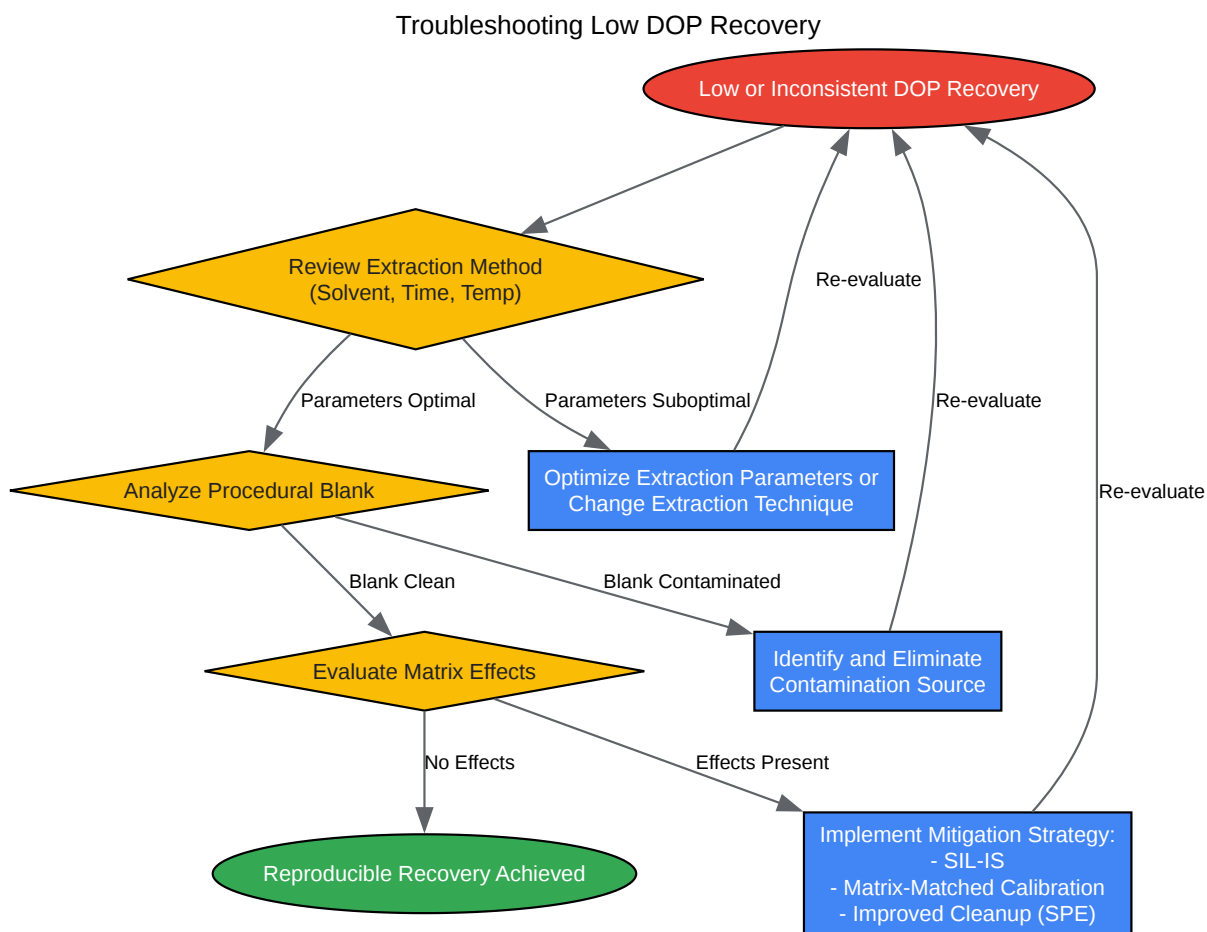 Troubleshooting Low DOP Recovery
Low or Inconsistent DOP Recovery
Review Extraction Method
(Solvent, Time, Temp)
Re-evaluate
Parameters Optimal
Parameters Suboptimal
Re-evaluate
Analyze Procedural Blank
Optimize Extraction Parameters or
Change Extraction Technique
Re-evaluate
Blank Clean
Blank Contaminated
Evaluate Matrix Effects
Identify and Eliminate
Contamination Source
No Effects
Effects Present
Reproducible Recovery Achieved
Implement Mitigation Strategy:
- SIL-IS
- Matrix-Matched Calibration
- Improved Cleanup (SPE)